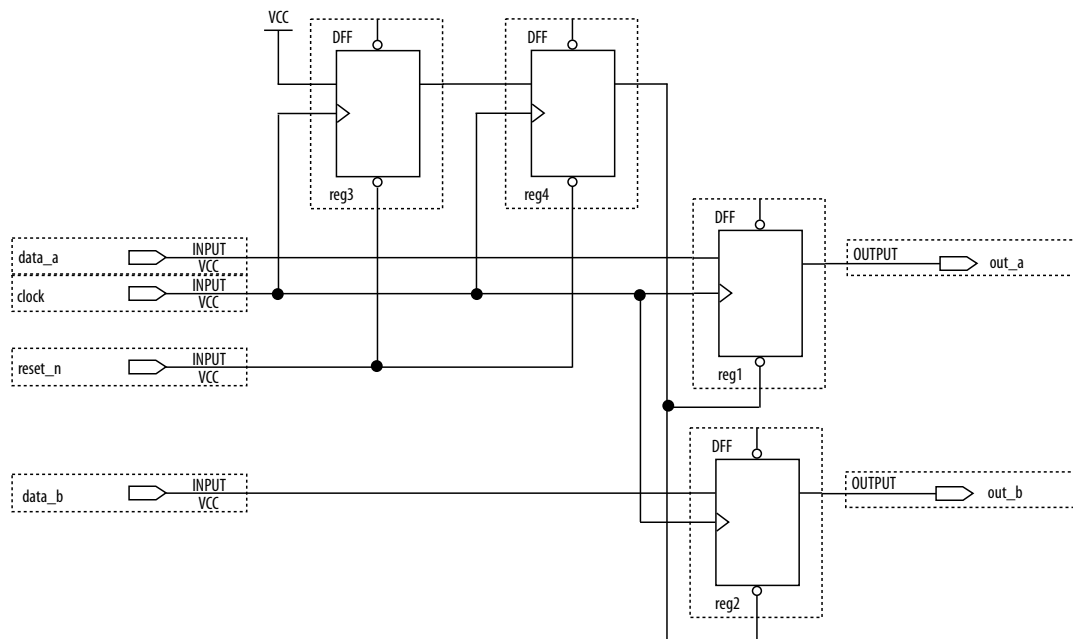 VCC
DFF
DFF
reg3
reg4
DFF
data_a INPUT VCC
OUTPUT out_a
clock INPUT VCC
reset_n INPUT VCC
reg1
DFF
data_b INPUT VCC
OUTPUT out_b
reg2